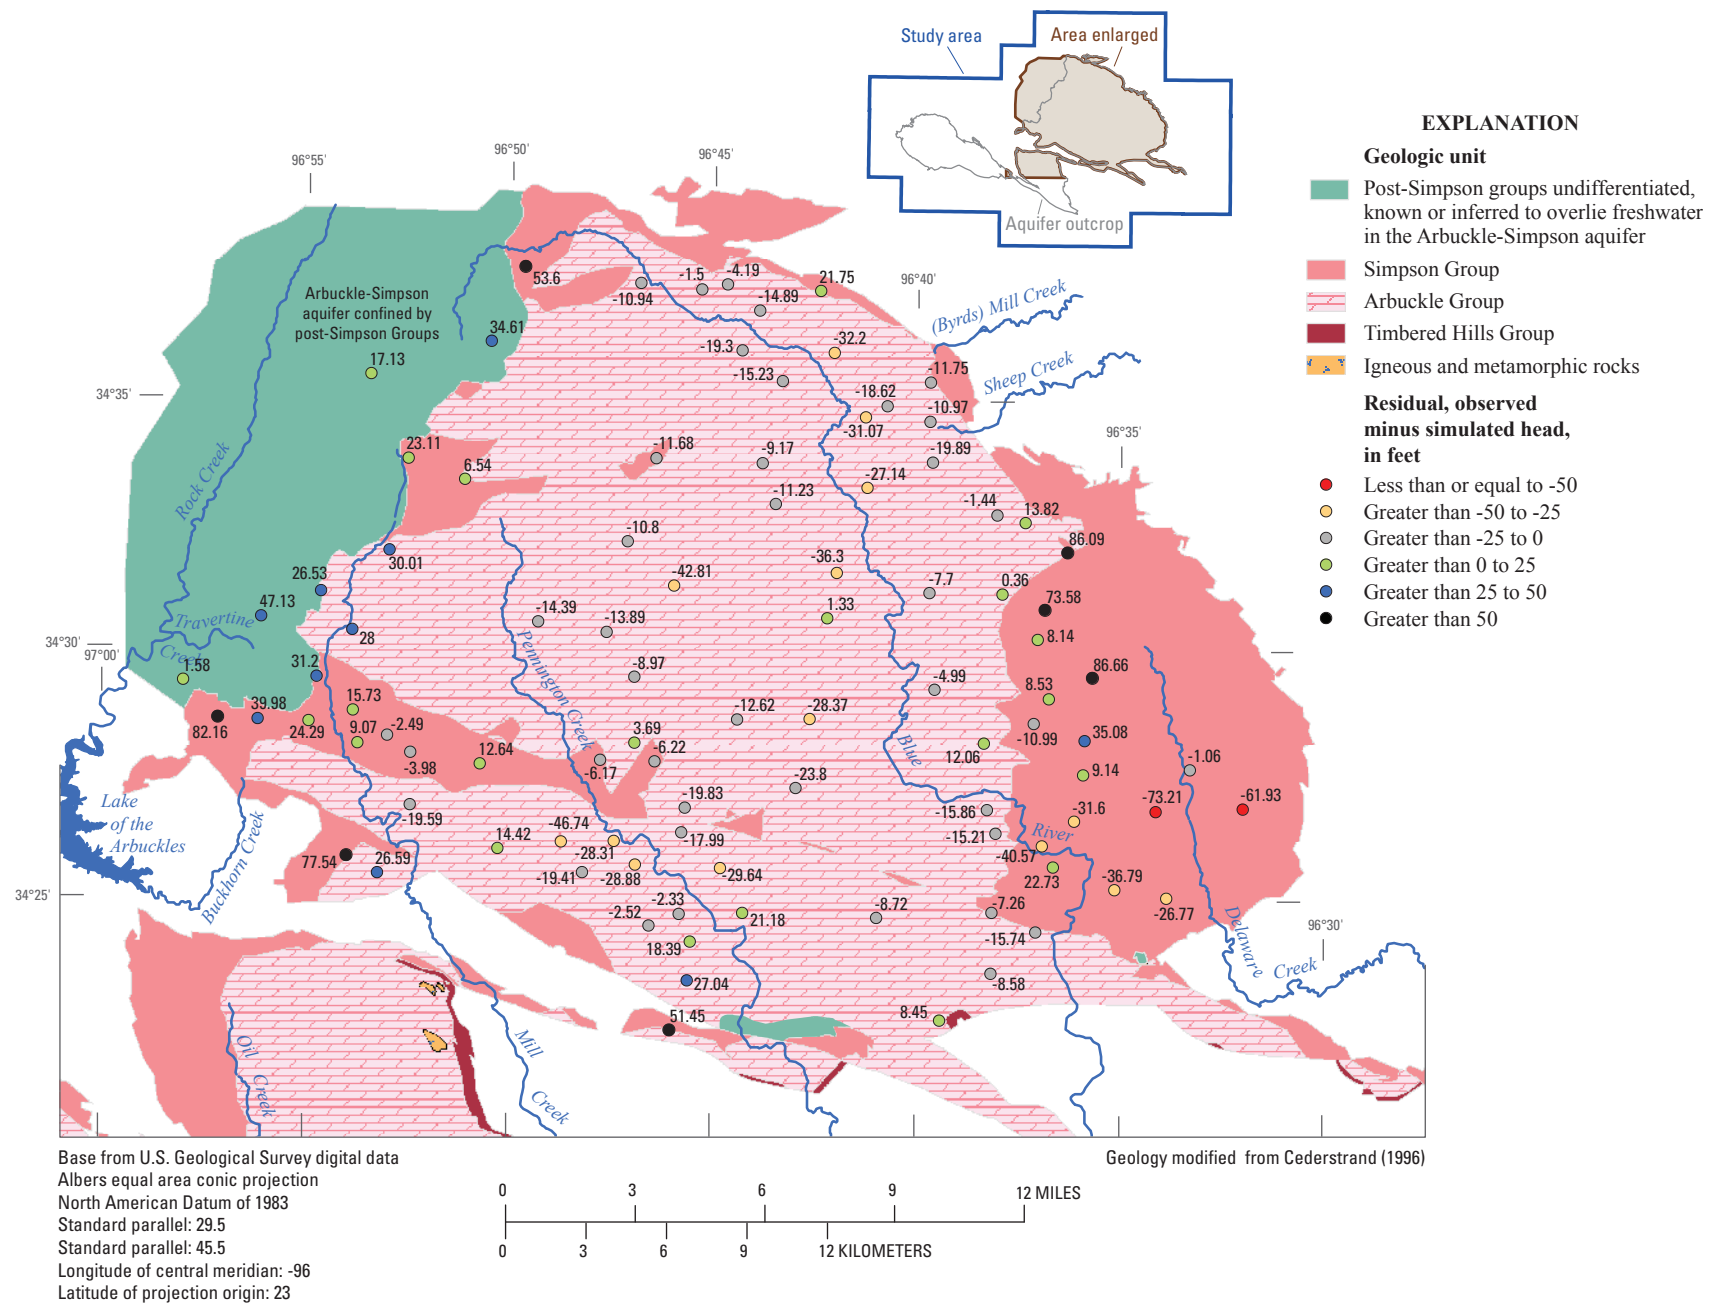 Study area
Area enlarged
Aquifer outcrop
EXPLANATION
Geologic unit
Post-Simpson groups undifferentiated,
known or inferred to overlie freshwater
in the Arbuckle-Simpson aquifer
Simpson Group
Arbuckle Group
Timbered Hills Group
Igneous and metamorphic rocks
Residual, observed
minus simulated head,
in feet
Less than or equal to -50
Greater than -50 to -25
Greater than -25 to 0
Greater than 0 to 25
Greater than 25 to 50
Greater than 50
96°55'
96°50'
96°45'
96°40'
96°35'
96°30'
34°35'
34°30'
97°00'
34°25'
Arbuckle-Simpson
aquifer confined by
post-Simpson Groups
17.13
34.61
53.6
-10.94
-1.5
-4.19
-14.89
21.75
(Byrds) Mill Creek
Sheep Creek
-19.3
-32.2
-15.23
-18.62
-11.75
-10.97
-31.07
-19.89
-27.14
23.11
6.54
-11.68
-9.17
-11.23
-1.44
13.82
86.09
Rock Creek
30.01
-10.8
-42.81
-36.3
-7.7
0.36
73.58
26.53
47.13
Travertine
Creek
28
-14.39
-13.89
1.33
8.14
1.58
31.2
-8.97
-4.99
86.66
8.53
Pennington Creek
39.98
82.16
24.29
15.73
9.07
-2.49
-3.98
12.64
3.69
-6.22
-6.17
-12.62
-28.37
Blue
River
12.06
-10.99
35.08
9.14
-1.06
-23.8
-19.83
-17.99
-15.86
-15.21
-31.6
-73.21
-61.93
Lake
of the
Arbuckles
Buckhorn Creek
-19.59
77.54
26.59
14.42
-46.74
-28.31
-28.88
-19.41
-29.64
-40.57
22.73
-36.79
-26.77
-2.33
-2.52
21.18
18.39
-8.72
-7.26
-15.74
-8.58
27.04
51.45
8.45
Delaware
Creek
Oil
Creek
Mill
Creek
Base from U.S. Geological Survey digital data
Albers equal area conic projection
North American Datum of 1983
Standard parallel: 29.5
Standard parallel: 45.5
Longitude of central meridian: -96
Latitude of projection origin: 23
0 3 6 9 12 MILES
0 3 6 9 12 KILOMETERS
Geology modified from Cederstrand (1996)